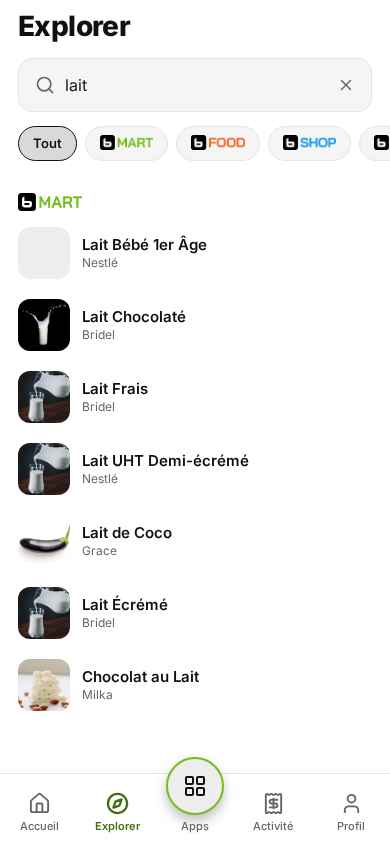 Explorer
lait
Tout
b MART
b FOOD
b SHOP
b
b MART
Lait Bébé 1er Âge
Nestlé
Lait Chocolaté
Bridel
Lait Frais
Bridel
Lait UHT Demi-écrémé
Nestlé
Lait de Coco
Grace
Lait Écrémé
Bridel
Chocolat au Lait
Milka
Accueil
Explorer
Apps
Activité
Profil